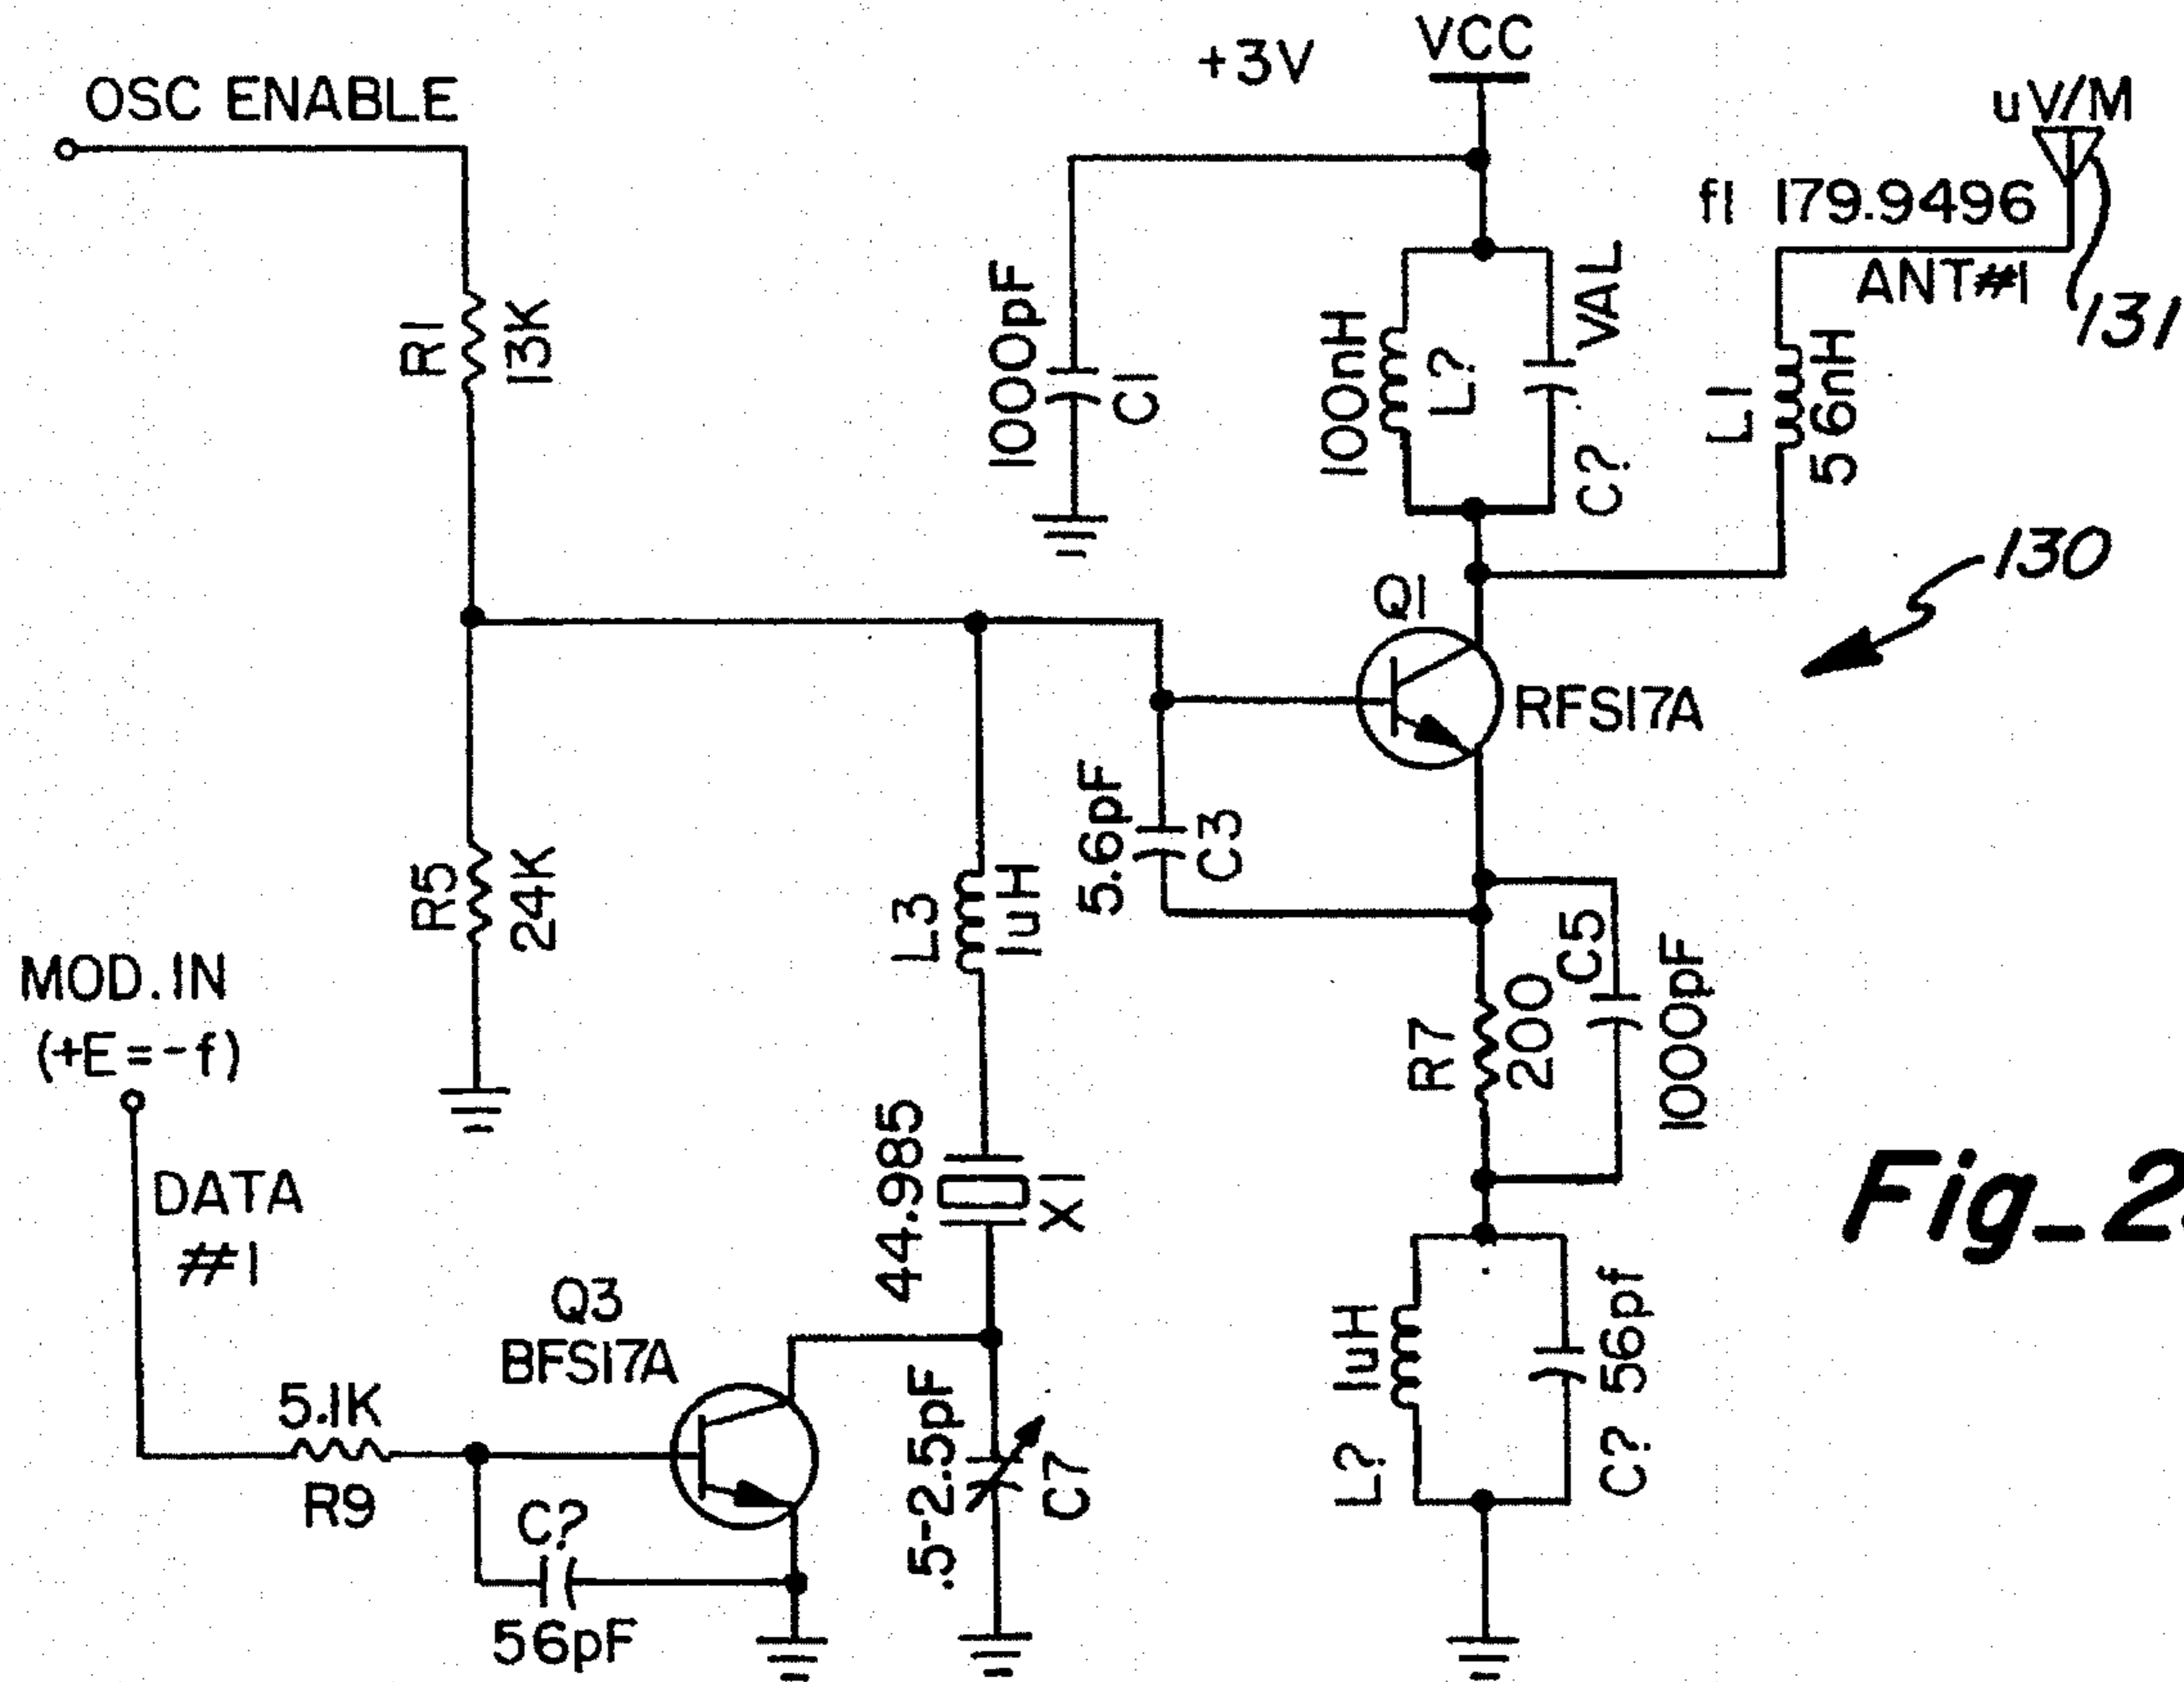 OSC ENABLE
+3V
VCC
uV/M
f1 179.9496
ANT#1
131
R1
13K
1000pF
C1
100nH
L?
VAL
C?
L1
56nH
130
Q1
RFS17A
R5
24K
L3
1uH
5.6pF
C3
C5
1000pF
R7
200
MOD.IN
(+E=-f)
DATA
#1
44.985
X1
Q3
BFS17A
5.1K
R9
C?
56pF
.5-2.5pF
C7
1uH
L?
C? 56pf
Fig_2